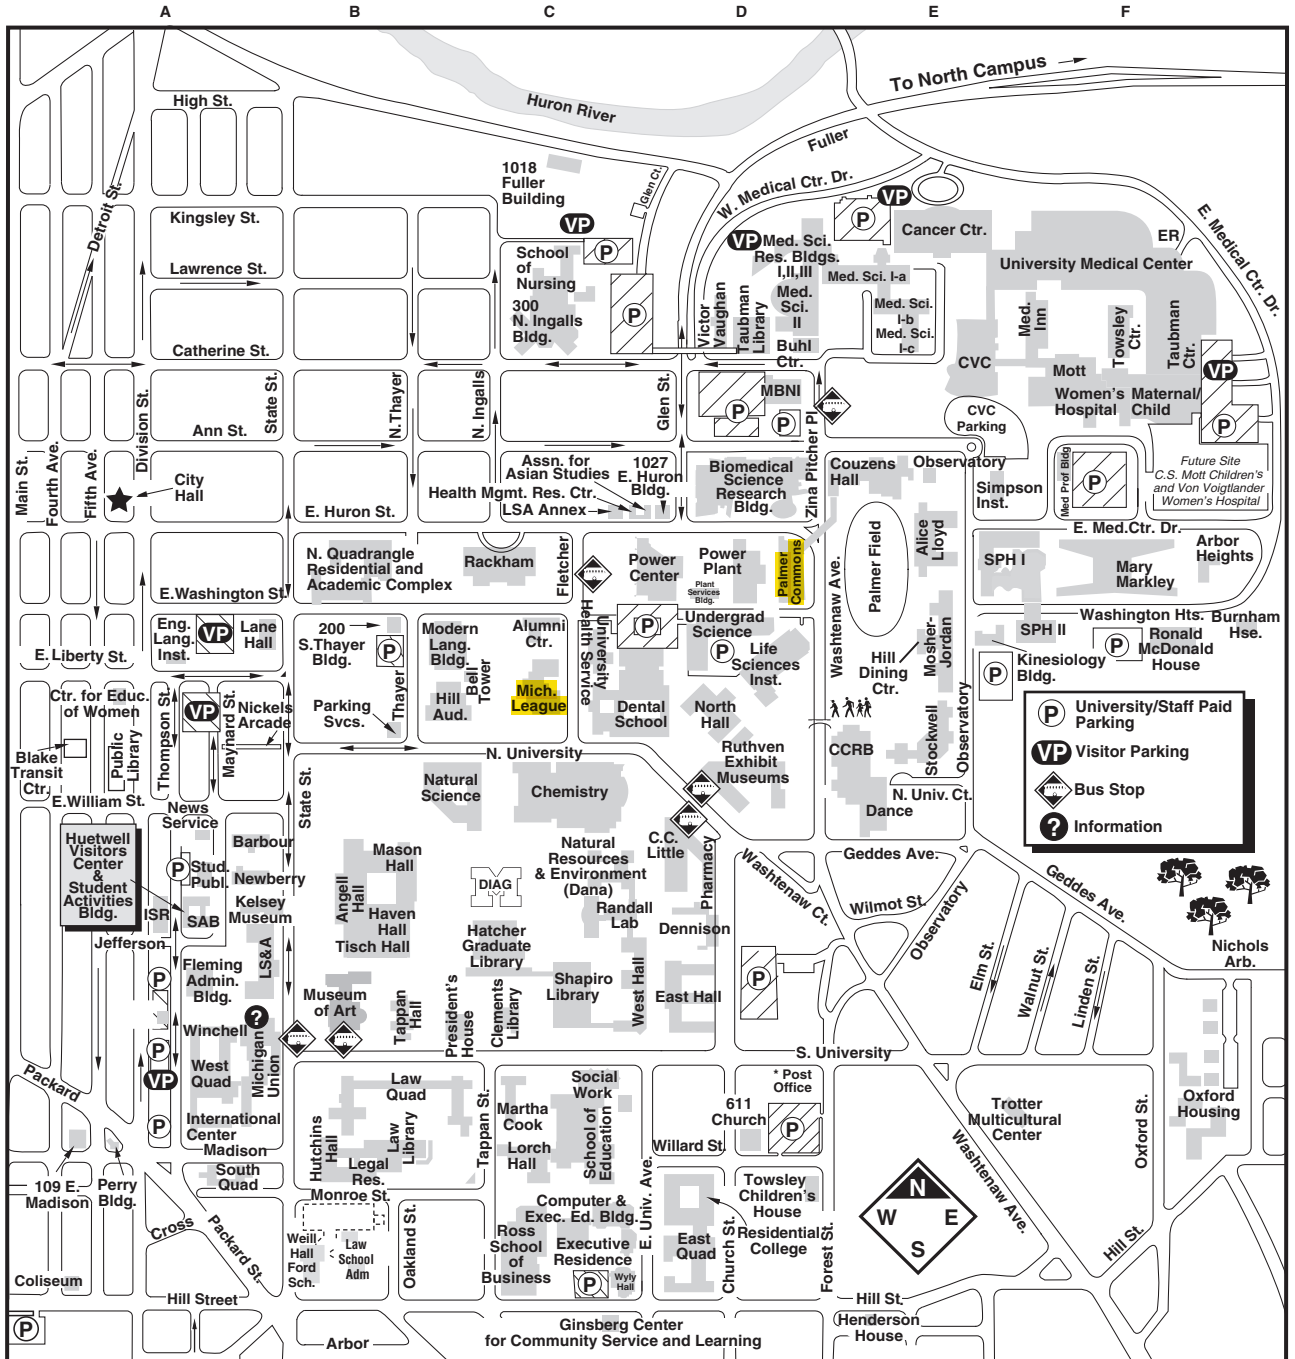 A
B
C
D
E
F
To North Campus
Huron River
High St.
Fuller
W. Medical Ctr. Dr.
E. Medical Ctr. Dr.
Detroit St.
1018
Fuller
Building
Glen Ct.
VP
VP
VP
P
P
Kingsley St.
Cancer Ctr.
ER
Lawrence St.
School
of
Nursing
Med. Sci.
Res. Bldgs.
I,II,III
University Medical Center
Med. Sci. I-a
300
N. Ingalls
Bldg.
P
Victor
Vaughan
Taubman
Library
Med.
Sci.
II
Med. Sci.
I-b
Med. Sci.
I-c
Med.
Inn
Towsley
Ctr.
Taubman
Ctr.
Catherine St.
Buhl
Ctr.
CVC
Mott
VP
Division St.
State St.
N.Thayer
N. Ingalls
Glen St.
MBNI
P
P
Women's
Hospital
Maternal/
Child
P
CVC
Parking
Ann St.
Zina Pitcher Pl.
Main St.
Fourth Ave.
Fifth Ave.
City
Hall
Assn. for
Asian Studies
1027
E. Huron
Bldg.
Health Mgmt. Res. Ctr.
LSA Annex
Biomedical
Science
Research
Bldg.
Couzens
Hall
Observatory
Simpson
Inst.
Med Prof Bldg
P
Future Site
C.S. Mott Children's
and Von Voigtlander
Women's Hospital
E. Huron St.
E. Med.Ctr. Dr.
N. Quadrangle
Residential and
Academic Complex
Rackham
Fletcher
Power
Center
Power
Plant
Plant
Services
Bldg.
Palmer
Commons
Washtenaw Ave.
Palmer Field
Alice
Lloyd
SPH I
Mary
Markley
Arbor
Heights
E.Washington St.
Eng.
Lang.
Inst.
VP
Lane
Hall
200
S.Thayer
Bldg.
P
Modern
Lang.
Bldg.
Alumni
Ctr.
University
Health Service
P
Undergrad
Science
P
Life
Sciences
Inst.
Hill
Dining
Ctr.
Mosher-
Jordan
SPH II
Washington Hts.
P
Ronald
McDonald
House
Burnham
Hse.
E. Liberty St.
Kinesiology
Bldg.
P
Ctr. for Educ.
of Women
Thompson St.
VP
Maynard St.
Nickels
Arcade
Parking
Svcs.
Thayer
Hill
Aud.
Bell
Tower
Mich.
League
Dental
School
North
Hall
P University/Staff Paid
Parking
VP Visitor Parking
Bus Stop
? Information
Blake
Transit
Ctr.
Public
Library
N. University
Ruthven
Exhibit
Museums
CCRB
Stockwell
Observatory
E.William St.
State St.
Natural
Science
Chemistry
N. Univ. Ct.
Dance
News
Service
Huetwell
Visitors
Center
&
Student
Activities
Bldg.
Barbour
P
Stud.
Publ.
Newberry
Mason
Hall
Angell
Hall
Haven
Hall
Tisch Hall
DIAG
Natural
Resources
& Environment
(Dana)
C.C.
Little
Pharmacy
Washtenaw Ct.
Geddes Ave.
Geddes Ave.
Wilmot St.
Observatory
ISR
SAB
Kelsey
Museum
Jefferson
LS&A
Hatcher
Graduate
Library
Randall
Lab
Dennison
Elm St.
Walnut St.
Linden St.
Nichols
Arb.
Fleming
Admin.
Bldg.
P
Museum
of Art
Tappan
Hall
President's
House
Clements
Library
Shapiro
Library
West Hall
East Hall
P
Winchell
?
P
VP
West
Quad
Michigan
Union
S. University
Packard
Law
Quad
Social
Work
* Post
Office
611
Church
P
Trotter
Multicultural
Center
Oxford
Housing
P
International
Center
Madison
Hutchins
Hall
Law
Library
Legal
Res.
Tappan St.
Martha
Cook
Lorch
Hall
School of
Education
Willard St.
Washtenaw Ave.
Oxford St.
109 E.
Madison
Perry
Bldg.
South
Quad
Monroe St.
E. Univ. Ave.
Towsley
Children's
House
N
W
E
S
Cross
Packard St.
Weill
Hall
Ford
Sch.
Law
School
Adm
Oakland St.
Computer &
Exec. Ed. Bldg.
Ross
School
of
Business
Executive
Residence
P
Wyly
Hall
East
Quad
Church St.
Residential
College
Forest St.
Hill St.
Coliseum
Hill Street
Hill St.
P
Arbor
Ginsberg Center
for Community Service and Learning
Henderson
House